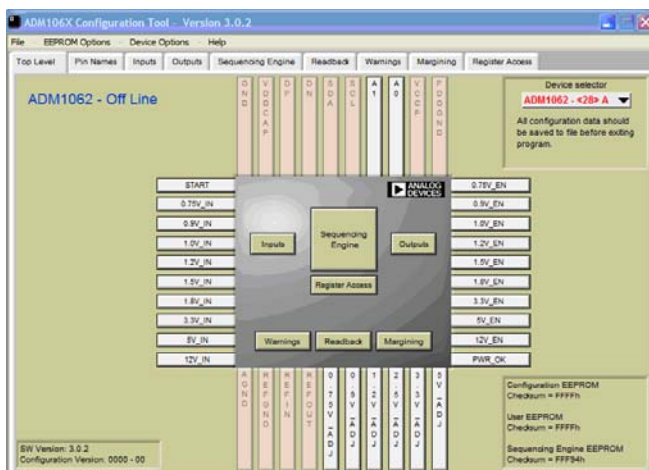 ADM106X Configuration Tool - Version 3.0.2
File EEPROM Options Device Options Help
Top Level Pin Names Inputs Outputs Sequencing Engine Readback Warnings Margining Register Access
ADM1062 - Off Line
GND VDDCAP DP DN SDA SCL A1 A0 VCCP PDOGND
Device selector
ADM1062 - <28> A
All configuration data should
be saved to file before exiting
program.
ANALOG
DEVICES
START 0.75V_EN
0.75V_IN 0.9V_EN
0.9V_IN 1.0V_EN
1.0V_IN 1.2V_EN
1.2V_IN 1.5V_EN
1.5V_IN 1.8V_EN
1.8V_IN 3.3V_EN
3.3V_IN 5V_EN
5V_IN 12V_EN
12V_IN PWR_OK
Inputs
Sequencing
Engine
Outputs
Register Access
Warnings Readback Margining
AGND REFGND REFIN REFOUT 0.75V_ADJ 0.9V_ADJ 1.2V_ADJ 2.5V_ADJ 3.3V_ADJ 5V_ADJ
Configuration EEPROM
Checksum = FFFFh
User EEPROM
Checksum = FFFFh
Sequencing Engine EEPROM
Checksum = FFF94h
SW Version: 3.0.2
Configuration Version: 0000 - 00